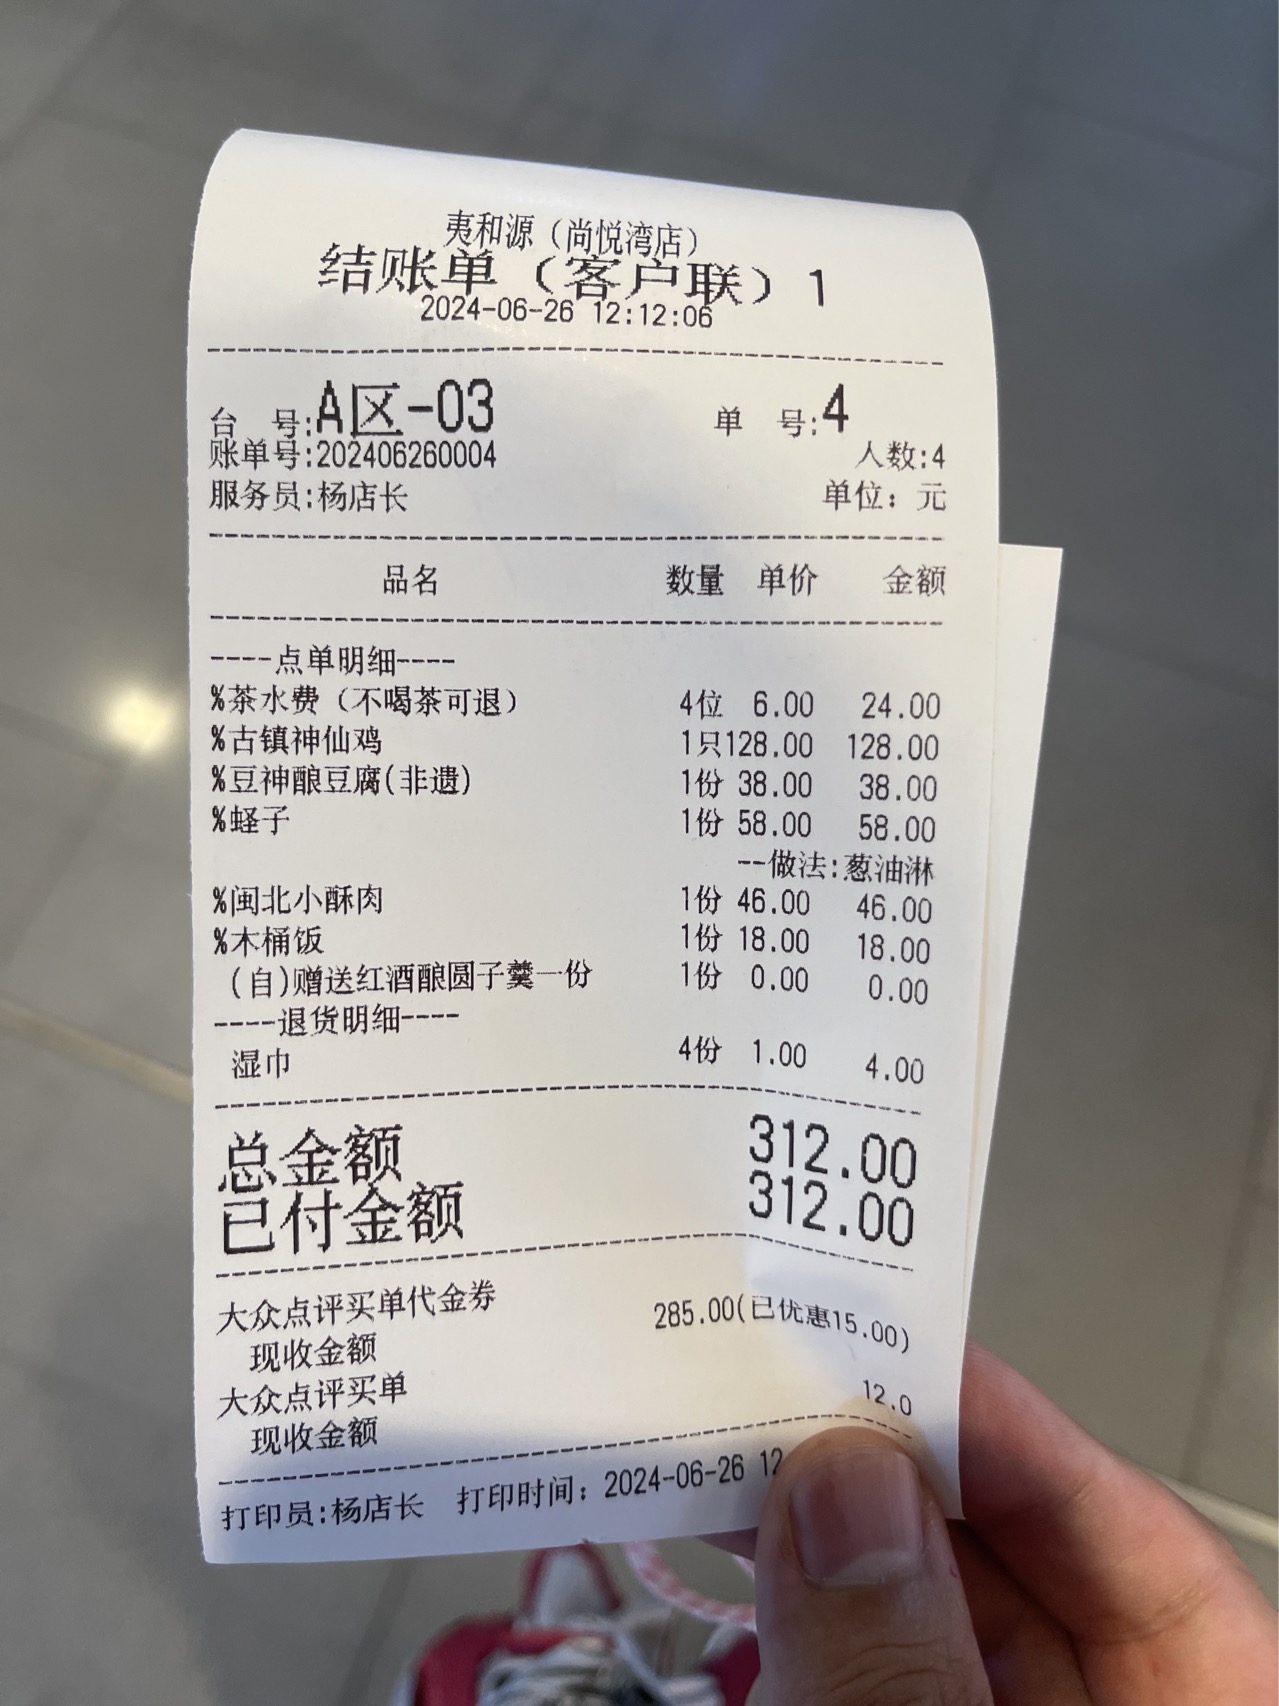 夷和源（尚悦湾店）
结账单（客户联）1
2024-06-26 12:12:06
台 号:A区-03 单 号:4
账单号:202406260004 人数:4
服务员:杨店长 单位：元
品名 数量 单价 金额
----点单明细----
%茶水费（不喝茶可退） 4位 6.00 24.00
%古镇神仙鸡 1只128.00 128.00
%豆神酿豆腐(非遗) 1份 38.00 38.00
%蛏子 1份 58.00 58.00
--做法:葱油淋
%闽北小酥肉 1份 46.00 46.00
%木桶饭 1份 18.00 18.00
(自)赠送红酒酿圆子羹一份 1份 0.00 0.00
----退货明细----
湿巾 4份 1.00 4.00
总金额 312.00
已付金额 312.00
大众点评买单代金券
现收金额 285.00(已优惠15.00)
大众点评买单
现收金额 12.0
打印员:杨店长 打印时间：2024-06-26 12